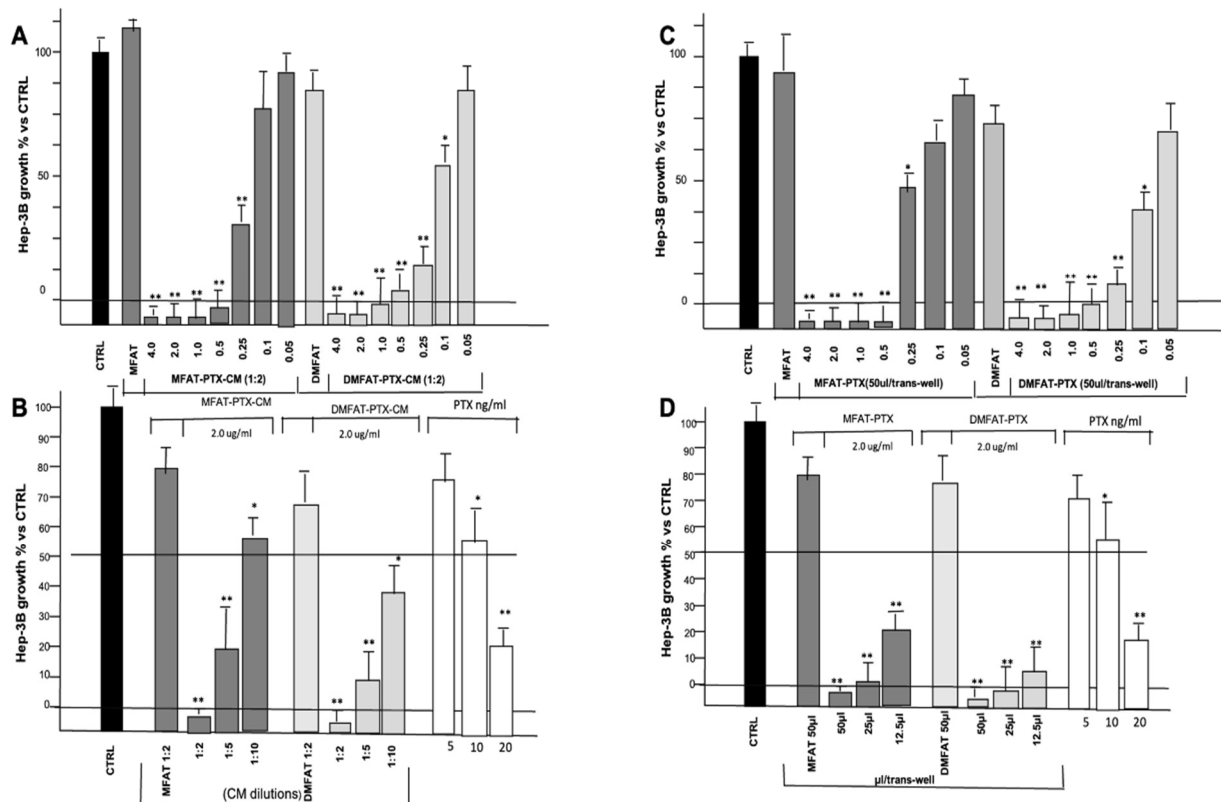 A
Hep-3B growth % vs CTRL
100
50
0
** ** ** ** ** ** ** ** ** ** *
CTRL
MFAT
4.0
2.0
1.0
0.5
0.25
0.1
0.05
DMFAT
4.0
2.0
1.0
0.5
0.25
0.1
0.05
MFAT-PTX-CM (1:2)
DMFAT-PTX-CM (1:2)
B
Hep-3B growth % vs CTRL
100
90
80
70
60
50
40
30
20
10
0
MFAT-PTX-CM
2.0 ug/ml
DMFAT-PTX-CM
2.0 ug/ml
PTX ng/ml
** ** * ** ** * * **
CTRL
MFAT 1:2
1:2
1:5
1:10
DMFAT 1:2
1:2
1:5
1:10
5 10 20
(CM dilutions)
C
Hep-3B growth % vs CTRL
100
50
0
** ** ** ** * ** ** ** ** ** *
CTRL
MFAT
4.0
2.0
1.0
0.5
0.25
0.1
0.05
DMFAT
4.0
2.0
1.0
0.5
0.25
0.1
0.05
MFAT-PTX(50ul/trans-well)
DMFAT-PTX (50ul/trans-well)
D
Hep-3B growth % vs CTRL
100
90
80
70
60
50
40
30
20
10
0
MFAT-PTX
2.0 ug/ml
DMFAT-PTX
2.0 ug/ml
PTX ng/ml
** ** ** ** ** ** * **
CTRL
MFAT 50µl
50µl
25µl
12.5µl
DMFAT 50µl
50µl
25µl
12.5µl
5 10 20
µl/trans-well